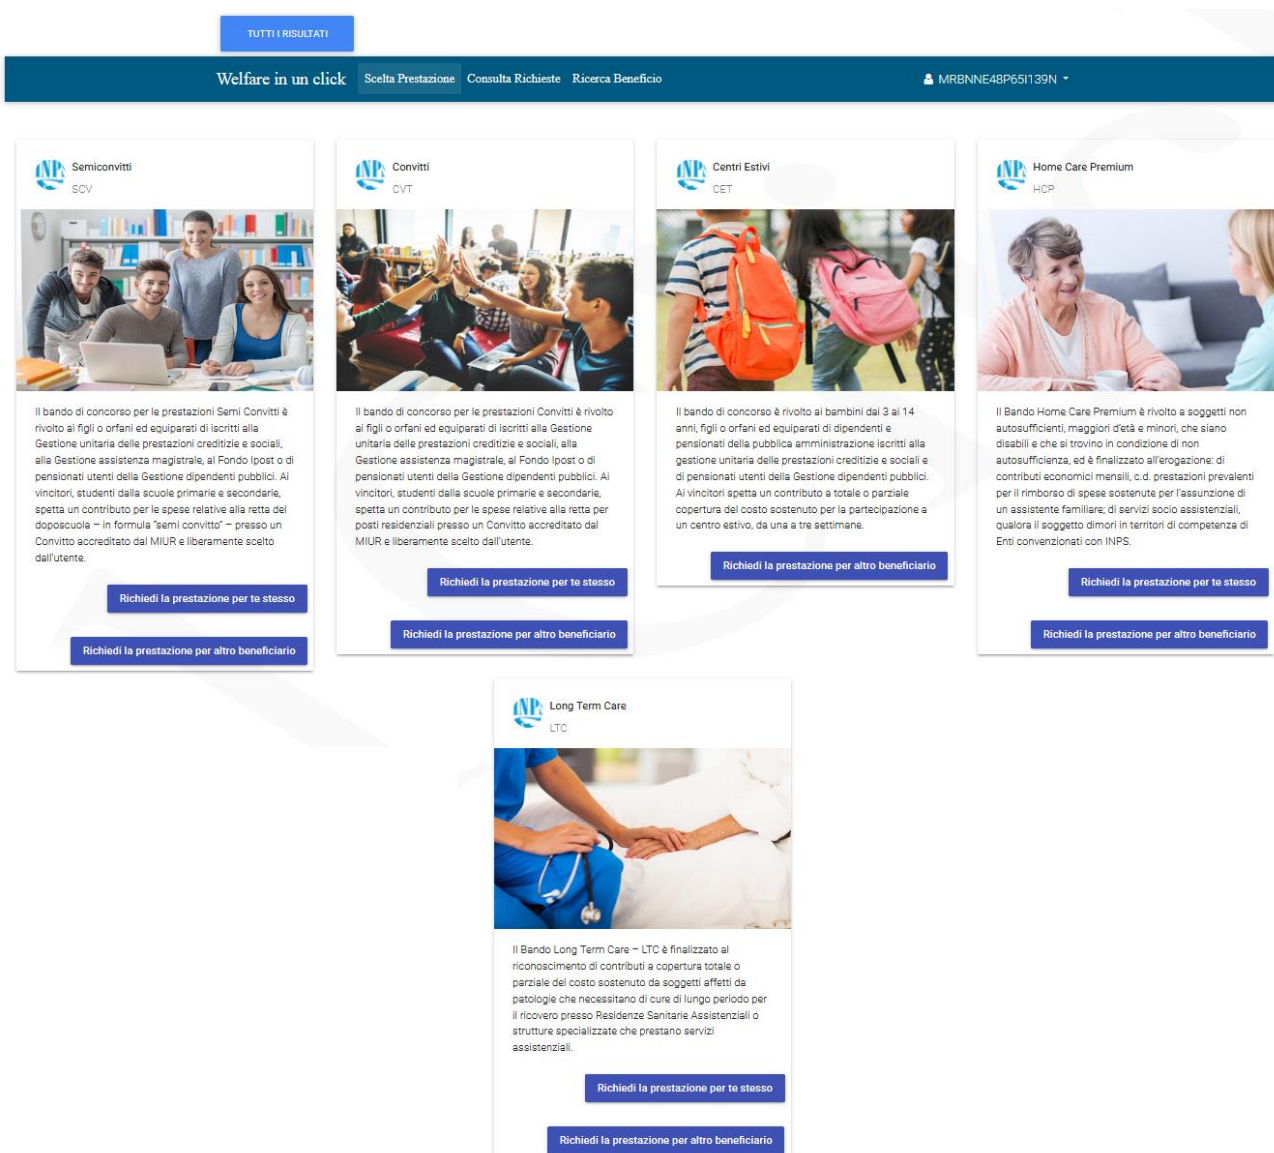 TUTTI I RISULTATI
Welfare in un click Scelta Prestazione Consulta Richieste Ricerca Beneficio MRBNNE48P65I139N
INPS Semiconvitti
SCV
Il bando di concorso per le prestazioni Semi Convitti è
rivolto ai figli o orfani ed equiparati di iscritti alla
Gestione unitaria delle prestazioni creditizie e sociali,
alla Gestione assistenza magistrale, al Fondo Ipost o di
pensionati utenti della Gestione dipendenti pubblici. Ai
vincitori, studenti dalla scuole primarie e secondarie,
spetta un contributo per le spese relative alla retta del
doposcuola – in formula "semi convitto" – presso un
Convitto accreditato dal MIUR e liberamente scelto
dall'utente.
Richiedi la prestazione per te stesso
Richiedi la prestazione per altro beneficiario
INPS Convitti
CVT
Il bando di concorso per le prestazioni Convitti è rivolto
ai figli o orfani ed equiparati di iscritti alla Gestione
unitaria delle prestazioni creditizie e sociali, alla
Gestione assistenza magistrale, al Fondo Ipost o di
pensionati utenti della Gestione dipendenti pubblici. Ai
vincitori, studenti dalla scuole primarie e secondarie,
spetta un contributo per le spese relative alla retta per
posti residenziali presso un Convitto accreditato dal
MIUR e liberamente scelto dall'utente.
Richiedi la prestazione per te stesso
Richiedi la prestazione per altro beneficiario
INPS Centri Estivi
CET
Il bando di concorso è rivolto ai bambini dai 3 ai 14
anni, figli o orfani ed equiparati di dipendenti e
pensionati della pubblica amministrazione iscritti alla
gestione unitaria delle prestazioni creditizie e sociali e
di pensionati utenti della Gestione dipendenti pubblici.
Ai vincitori spetta un contributo a totale o parziale
copertura del costo sostenuto per la partecipazione a
un centro estivo, da una a tre settimane.
Richiedi la prestazione per altro beneficiario
INPS Home Care Premium
HCP
Il Bando Home Care Premium è rivolto a soggetti non
autosufficienti, maggiori d'età e minori, che siano
disabili e che si trovino in condizione di non
autosufficienza, ed è finalizzato all'erogazione: di
contributi economici mensili, c.d. prestazioni prevalenti
per il rimborso di spese sostenute per l'assunzione di
un assistente familiare; di servizi socio assistenziali,
qualora il soggetto dimori in territori di competenza di
Enti convenzionati con INPS.
Richiedi la prestazione per te stesso
Richiedi la prestazione per altro beneficiario
INPS Long Term Care
LTC
Il Bando Long Term Care – LTC è finalizzato al
riconoscimento di contributi a copertura totale o
parziale del costo sostenuto da soggetti affetti da
patologie che necessitano di cure di lungo periodo per
il ricovero presso Residenze Sanitarie Assistenziali o
strutture specializzate che prestano servizi
assistenziali.
Richiedi la prestazione per te stesso
Richiedi la prestazione per altro beneficiario